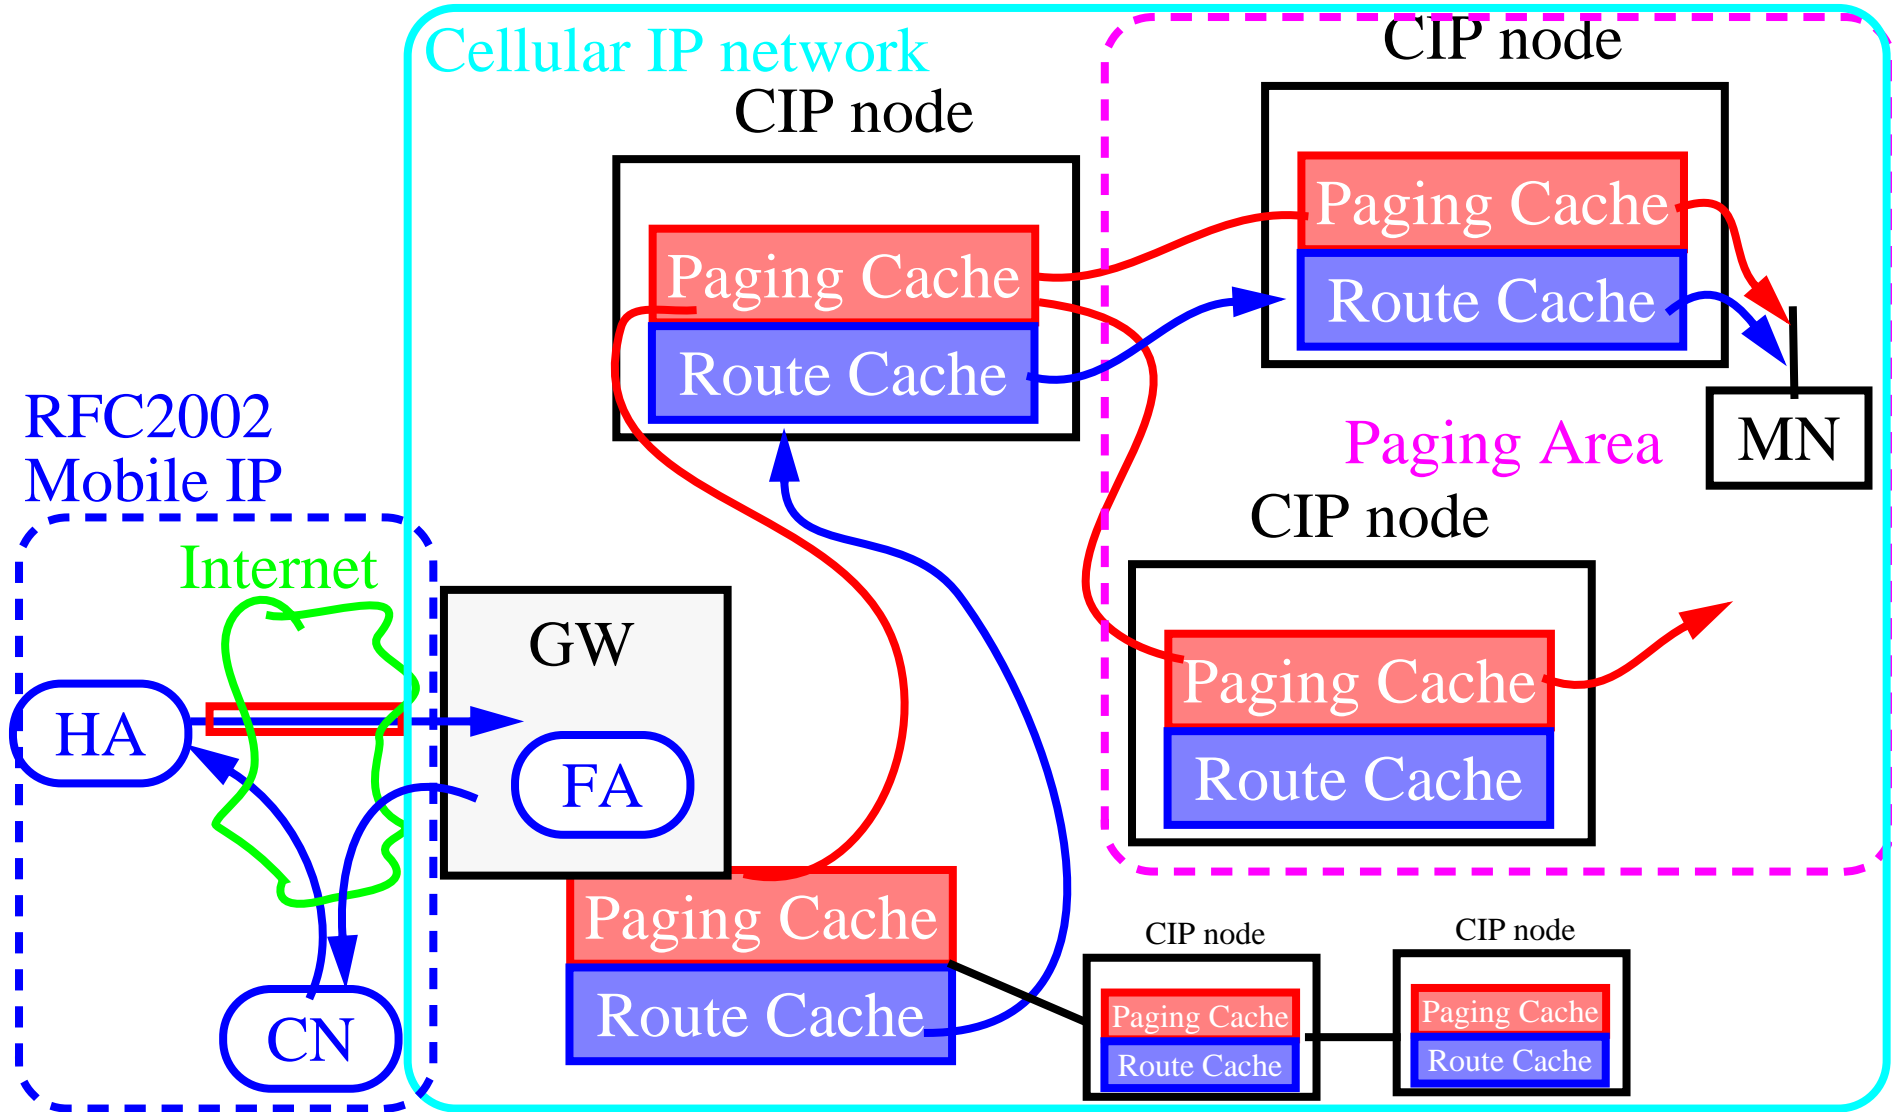 Cellular IP network
CIP node
CIP node
Paging Cache
Route Cache
Paging Cache
Route Cache
MN
Paging Area
CIP node
Paging Cache
Route Cache
RFC2002
Mobile IP
Internet
HA
GW
FA
CN
Paging Cache
Route Cache
CIP node
Paging Cache
Route Cache
CIP node
Paging Cache
Route Cache